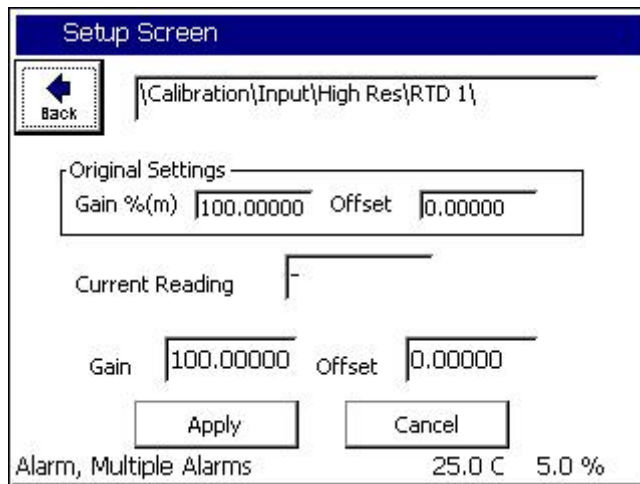 Setup Screen
Back
\Calibration\Input\High Res\RTD 1\
Original Settings
Gain %(m) 100.00000 Offset 0.00000
Current Reading -
Gain 100.00000 Offset 0.00000
Apply Cancel
Alarm, Multiple Alarms 25.0 C 5.0 %